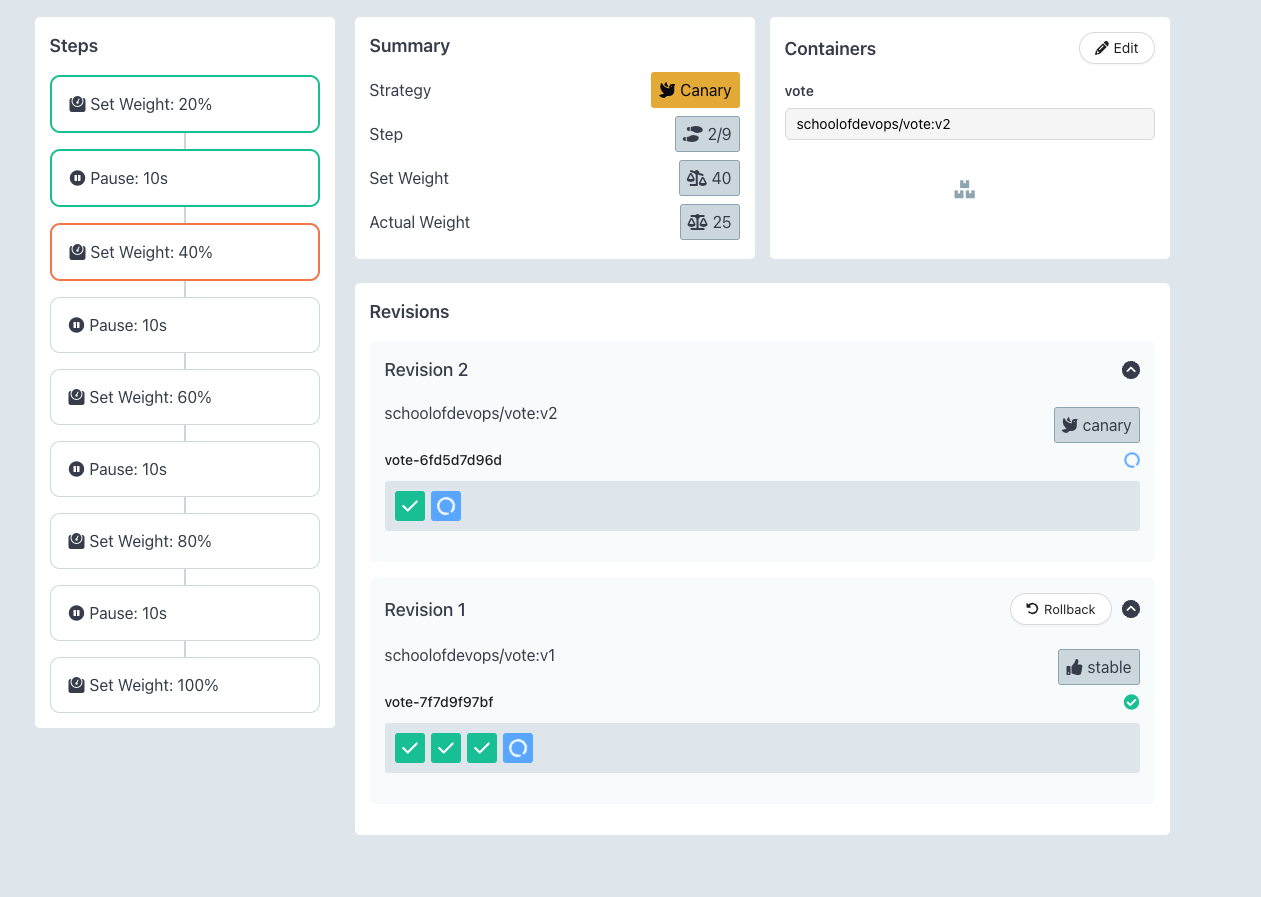 Steps
Set Weight: 20%
Pause: 10s
Set Weight: 40%
Pause: 10s
Set Weight: 60%
Pause: 10s
Set Weight: 80%
Pause: 10s
Set Weight: 100%
Summary
Strategy Canary
Step 2/9
Set Weight 40
Actual Weight 25
Containers Edit
vote
schoolofdevops/vote:v2
Revisions
Revision 2
schoolofdevops/vote:v2
canary
vote-6fd5d7d96d
Revision 1 Rollback
schoolofdevops/vote:v1
stable
vote-7f7d9f97bf